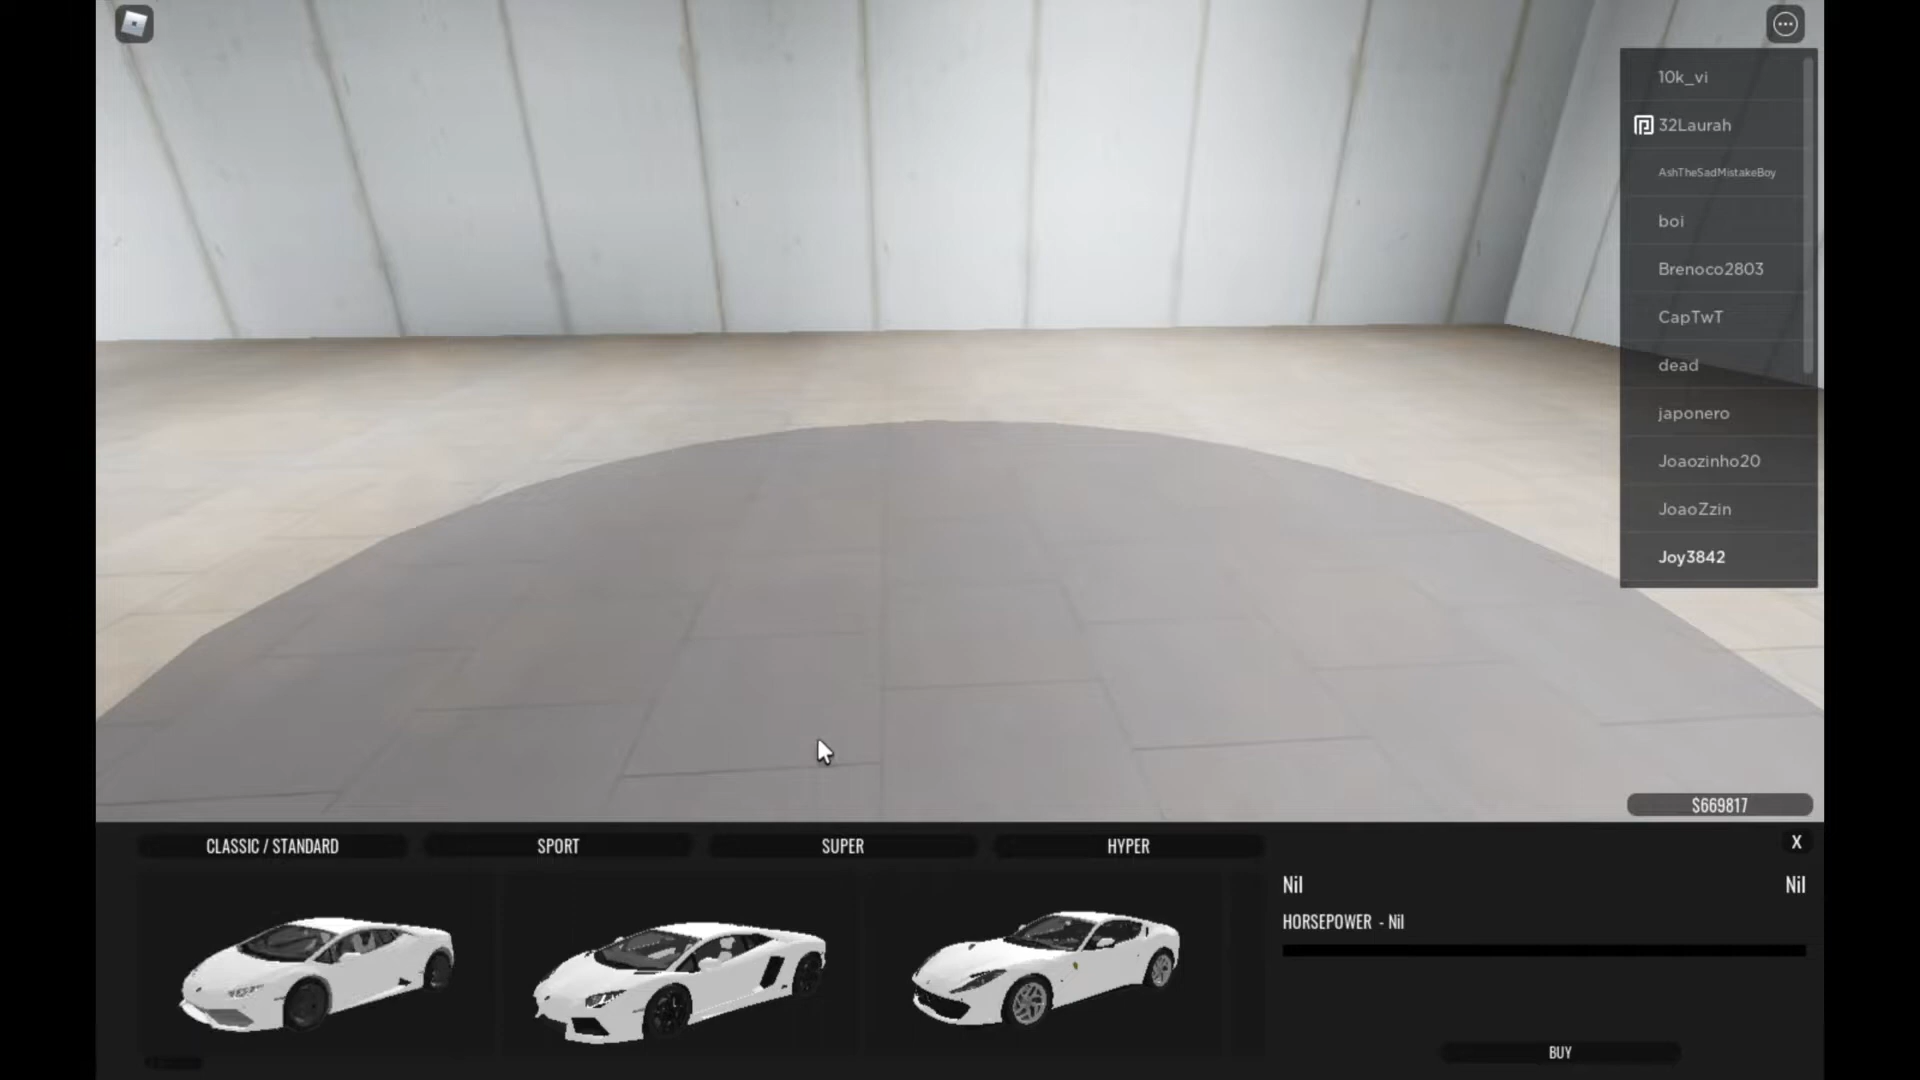 10k_vi
32Laurah
AshTheSadMistakeBoy
boi
Brenoco2803
CapTwT
dead
japonero
Joaozinho20
JoaoZzin
Joy3842
$669817
CLASSIC / STANDARD
SPORT
SUPER
HYPER
X
Nil
Nil
HORSEPOWER - Nil
BUY